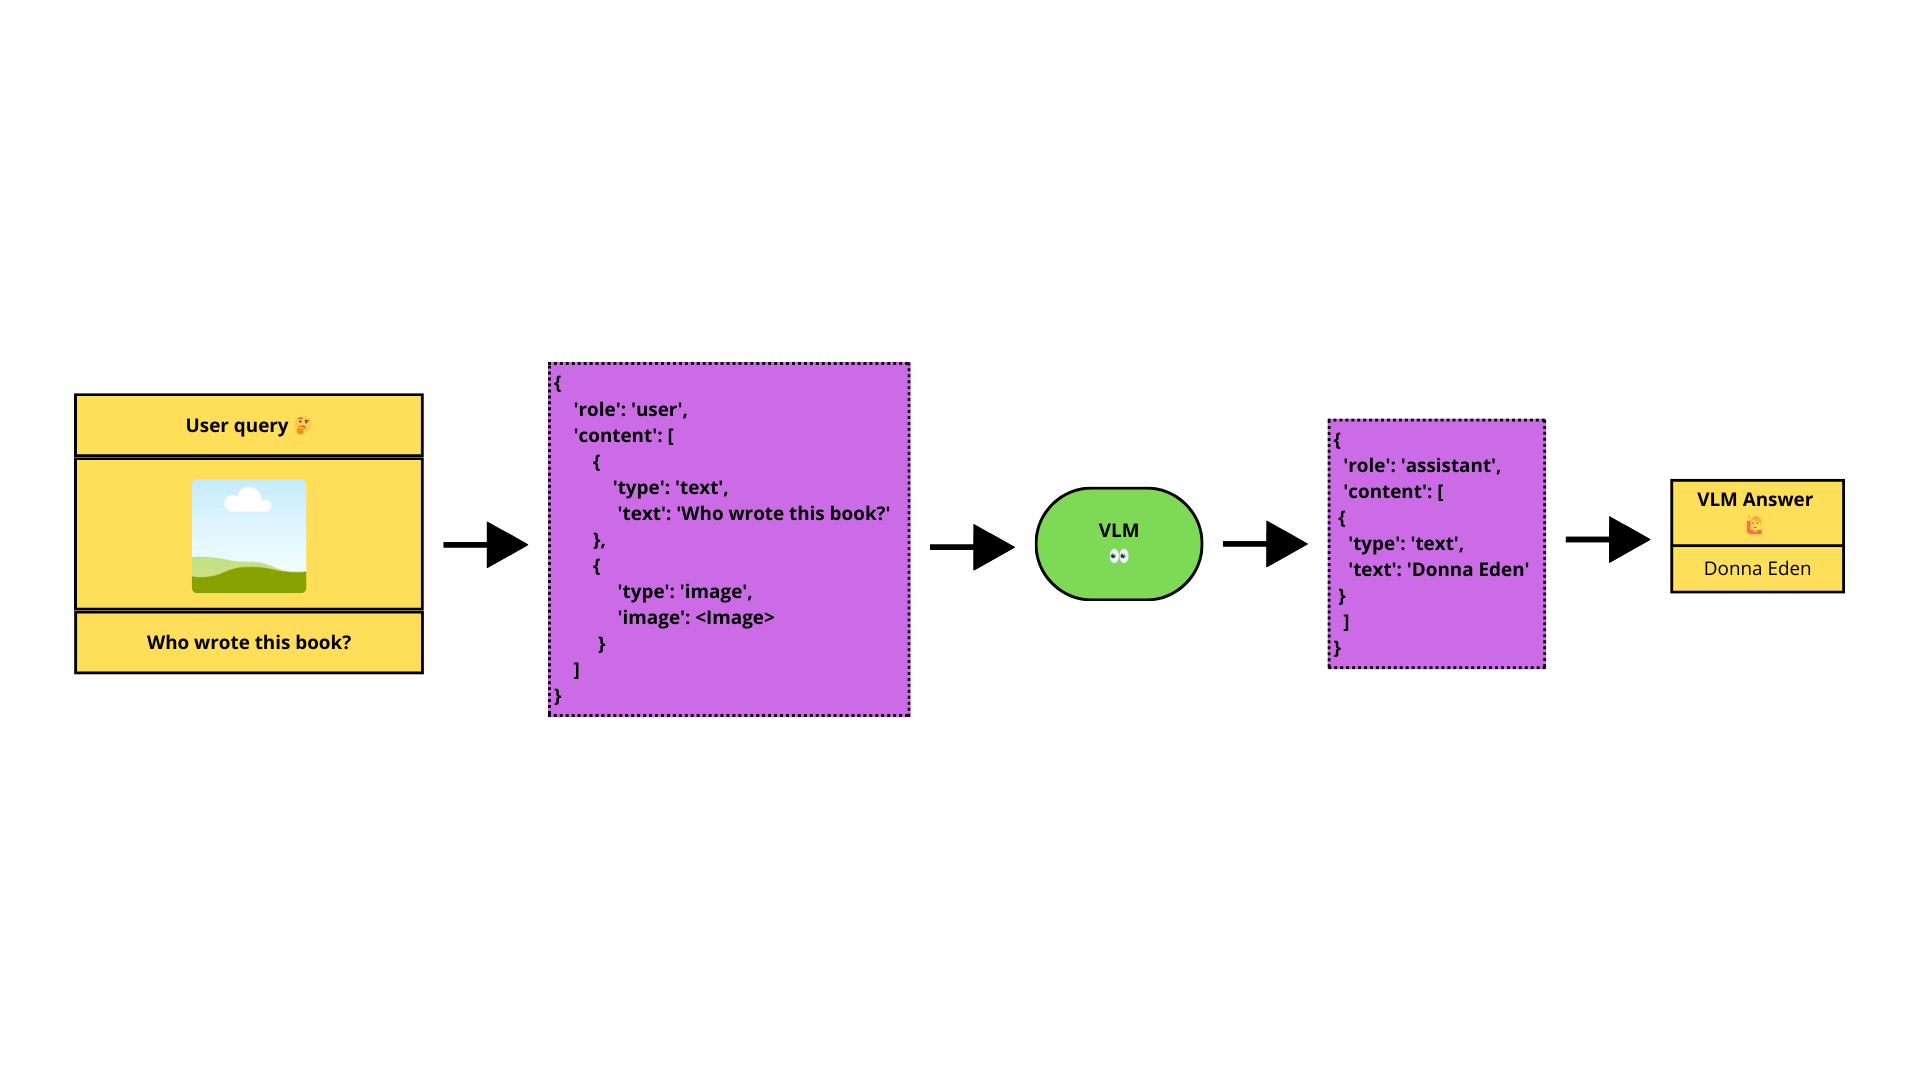 User query 🤔
Who wrote this book?
{
'role': 'user',
'content': [
{
'type': 'text',
'text': 'Who wrote this book?'
},
{
'type': 'image',
'image': <Image>
}
]
}
VLM
👀
{
'role': 'assistant',
'content': [
{
'type': 'text',
'text': 'Donna Eden'
}
]
}
VLM Answer
🙋
Donna Eden